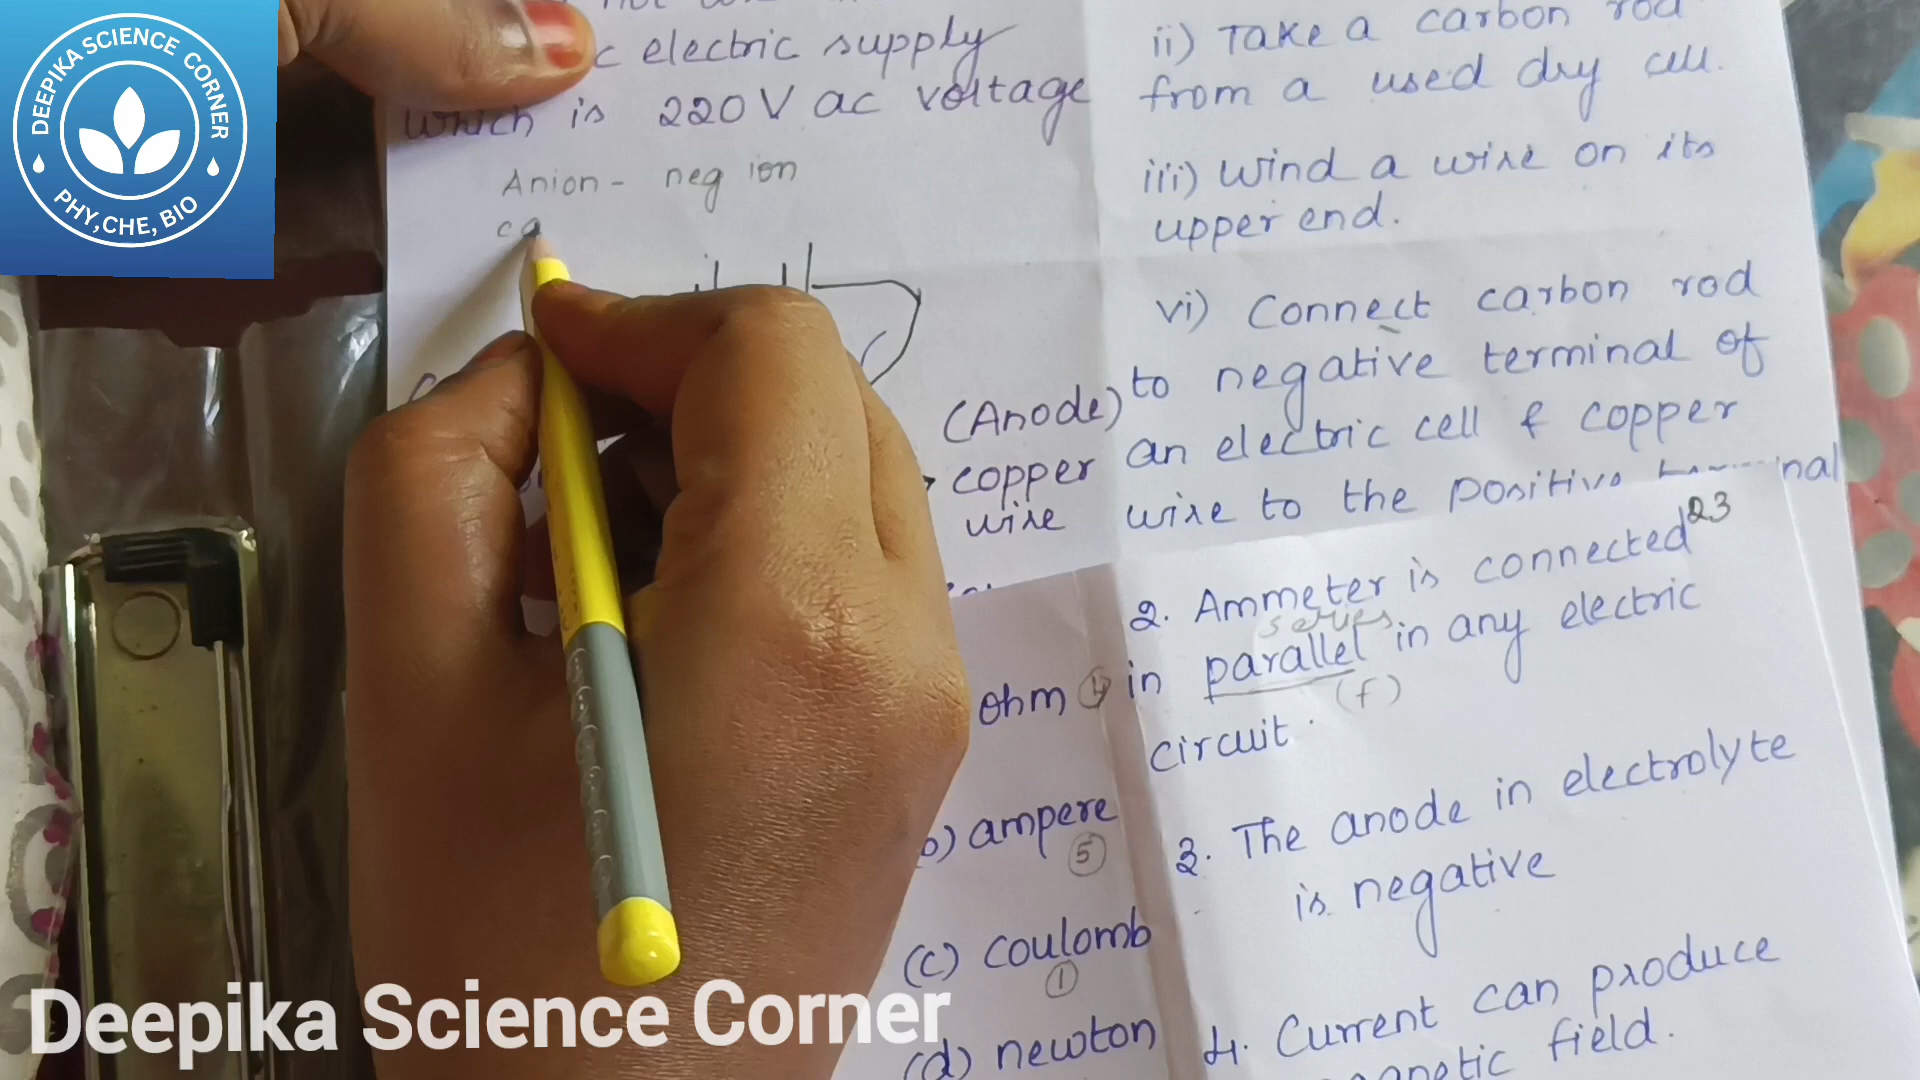 DEEPIKA SCIENCE CORNER
PHY,CHE, BIO
c electric supply
which is 220V ac voltage
Anion - neg ion
ca
(Anode)
copper
wire
ii) Take a carbon rod
from a used dry cell.
iii) Wind a wire on its
upper end.
vi) Connect carbon rod
to negative terminal of
an electric cell & copper
wire to the positive
ohm 4
b) ampere
5
(c) coulomb
1
(d) newton
23
2. Ammeter is connected
series
in parallel in any electric
(f)
circuit.
3. The anode in electrolyte
is negative
4. Current can produce
field.
Deepika Science Corner